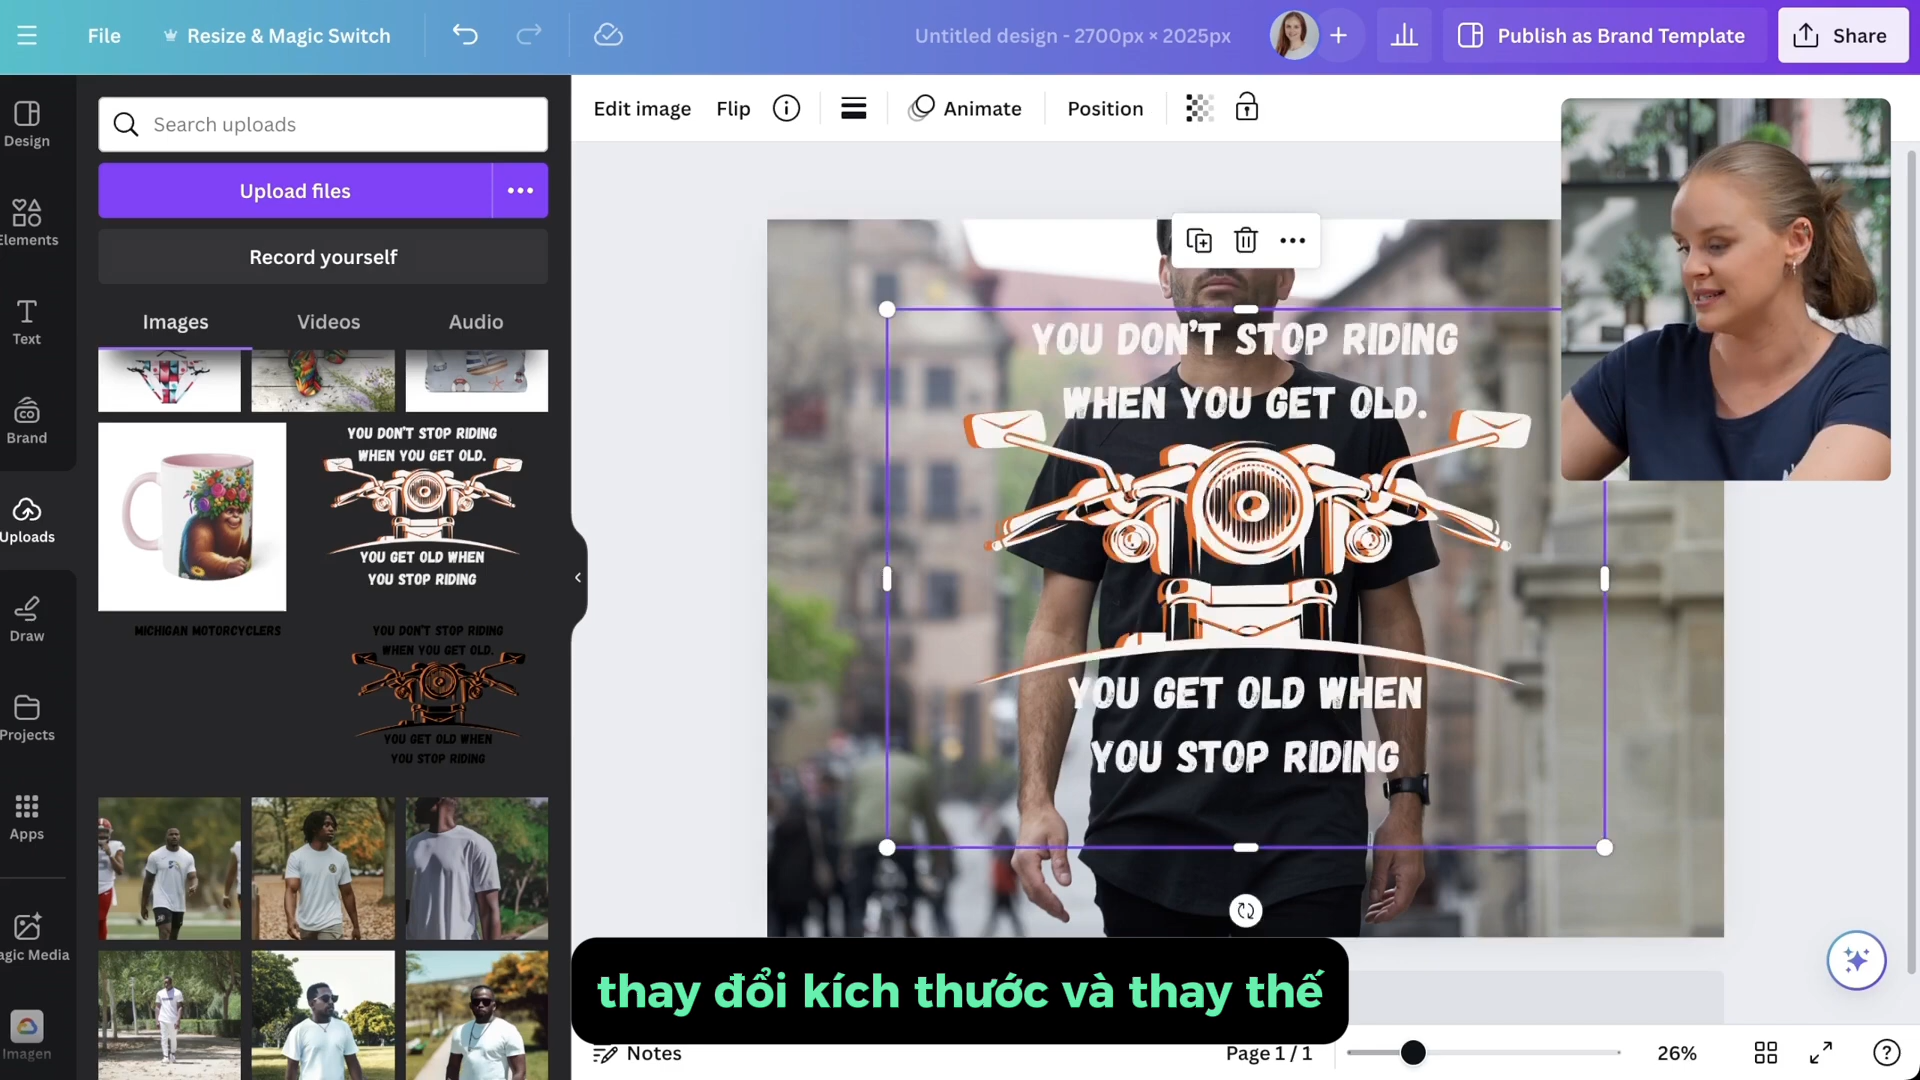 File
Resize & Magic Switch
Untitled design - 2700px × 2025px
Publish as Brand Template
Share
Design
Elements
Text
Brand
Uploads
Draw
Projects
Apps
agic Media
Imagen
Search uploads
Upload files
Record yourself
Images
Videos
Audio
YOU DON'T STOP RIDING
WHEN YOU GET OLD.
YOU GET OLD WHEN
YOU STOP RIDING
MICHIGAN MOTORCYCLERS
YOU DON'T STOP RIDING
WHEN YOU GET OLD.
YOU GET OLD WHEN
YOU STOP RIDING
Edit image
Flip
Animate
Position
YOU DON'T STOP RIDING
WHEN YOU GET OLD.
YOU GET OLD WHEN
YOU STOP RIDING
thay đổi kích thước và thay thế
Notes
Page 1 / 1
26%